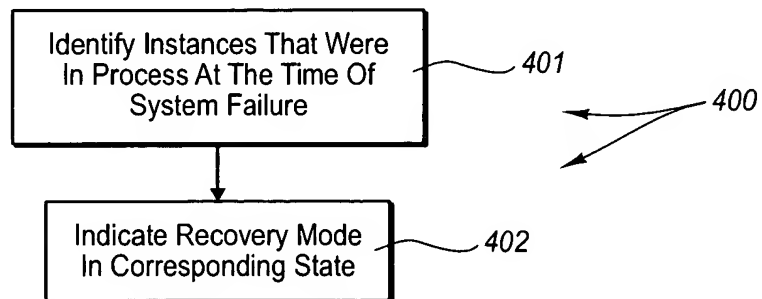 Identify Instances That Were
In Process At The Time Of
System Failure
401
400
Indicate Recovery Mode
In Corresponding State
402